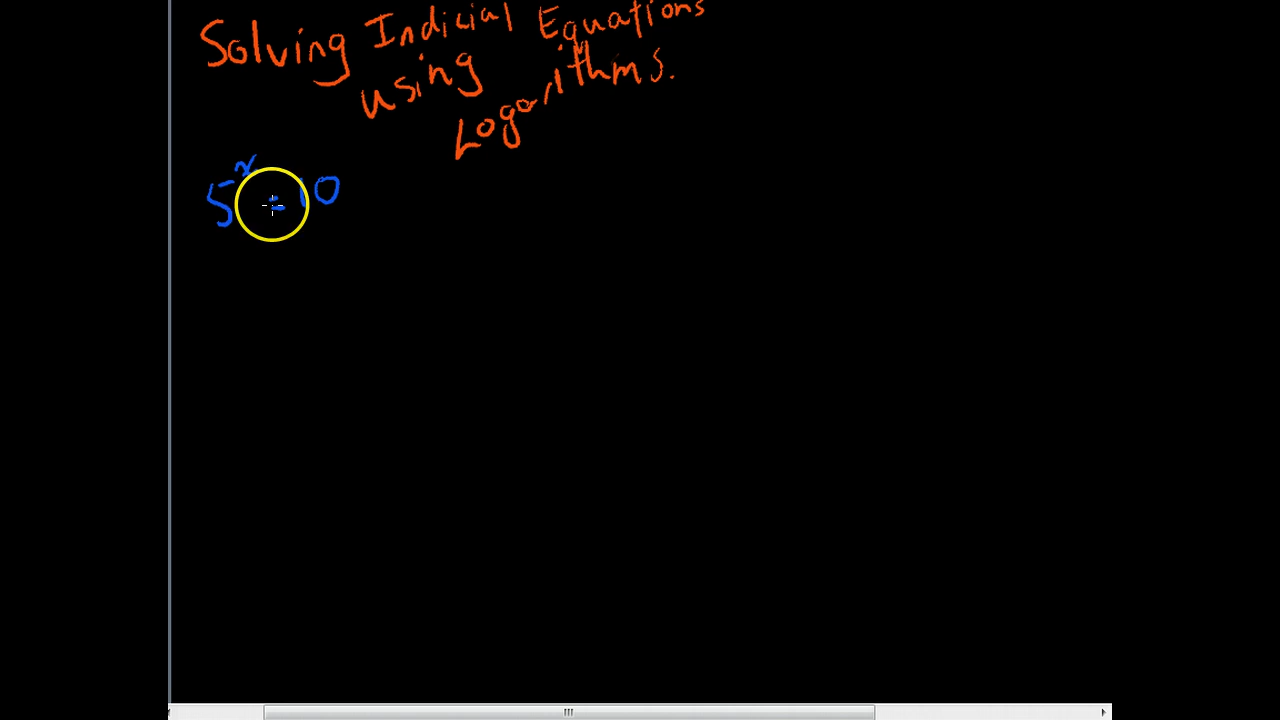 Solving Indicial Equations
using
Logarithms.
5^x = 10